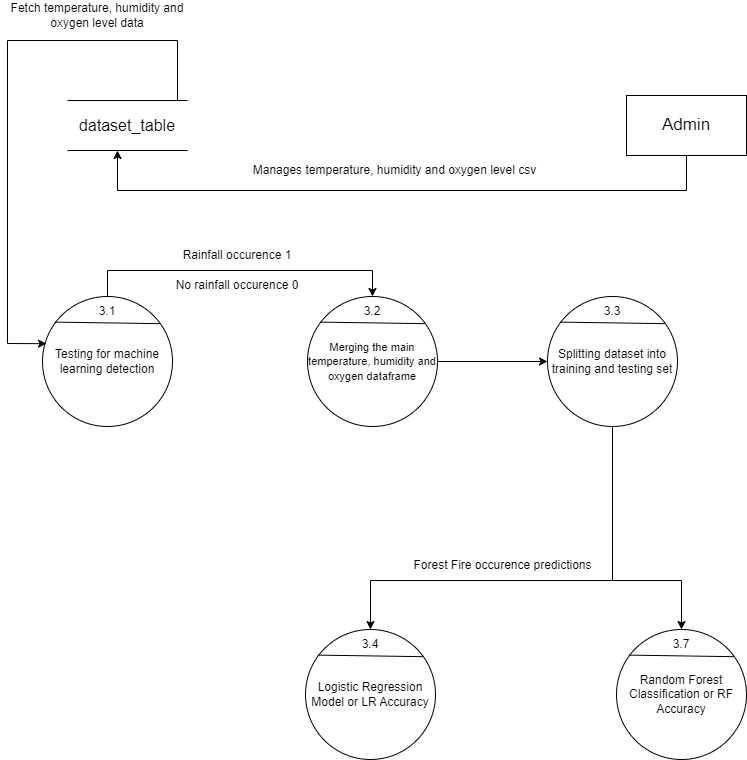 Fetch temperature, humidity and
oxygen level data
dataset_table
Admin
Manages temperature, humidity and oxygen level csv
Rainfall occurence 1
No rainfall occurence 0
3.1
Testing for machine
learning detection
3.2
Merging the main
temperature, humidity and
oxygen dataframe
3.3
Splitting dataset into
training and testing set
Forest Fire occurence predictions
3.4
Logistic Regression
Model or LR Accuracy
3.7
Random Forest
Classification or RF
Accuracy